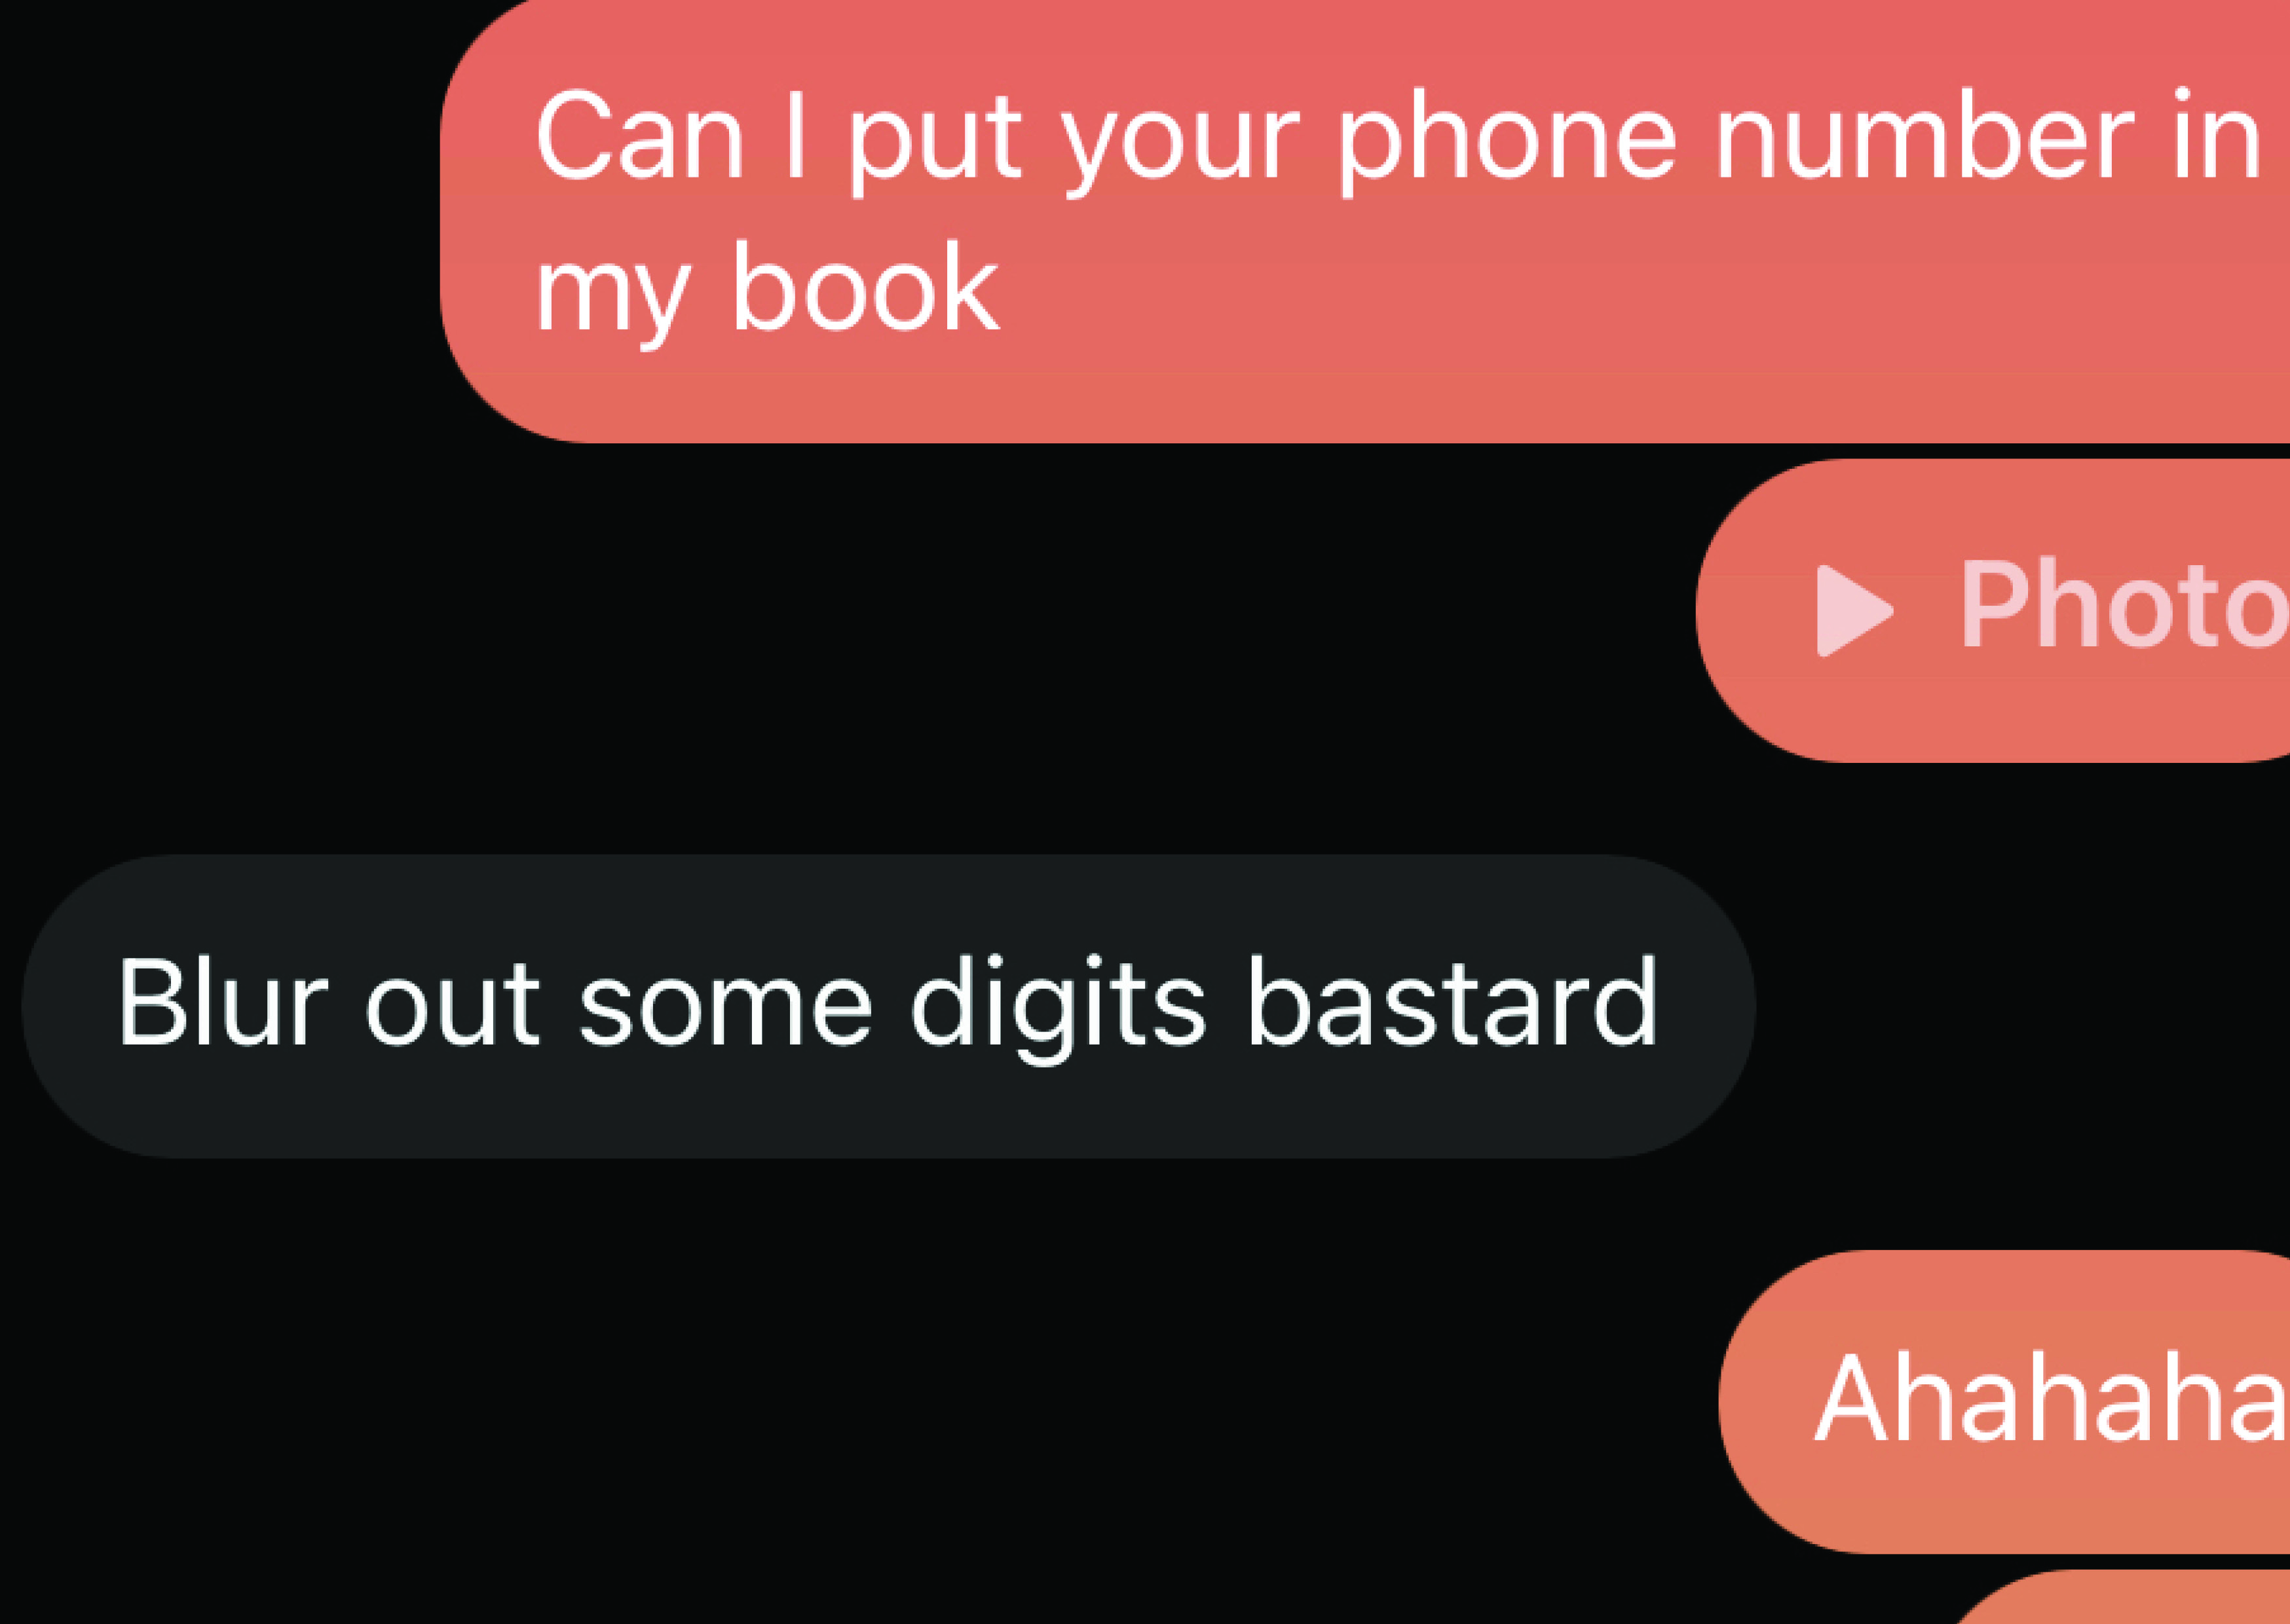 Can I put your phone number in
my book
Photo
Blur out some digits bastard
Ahahaha